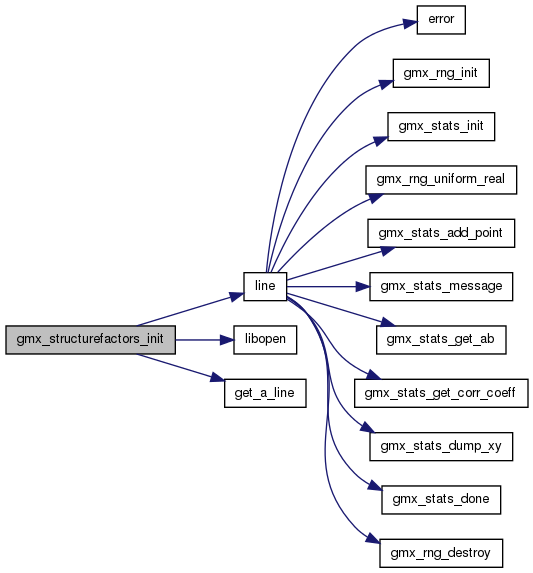 error
gmx_rng_init
gmx_stats_init
gmx_rng_uniform_real
gmx_stats_add_point
line
gmx_stats_message
gmx_structurefactors_init
libopen
gmx_stats_get_ab
get_a_line
gmx_stats_get_corr_coeff
gmx_stats_dump_xy
gmx_stats_done
gmx_rng_destroy